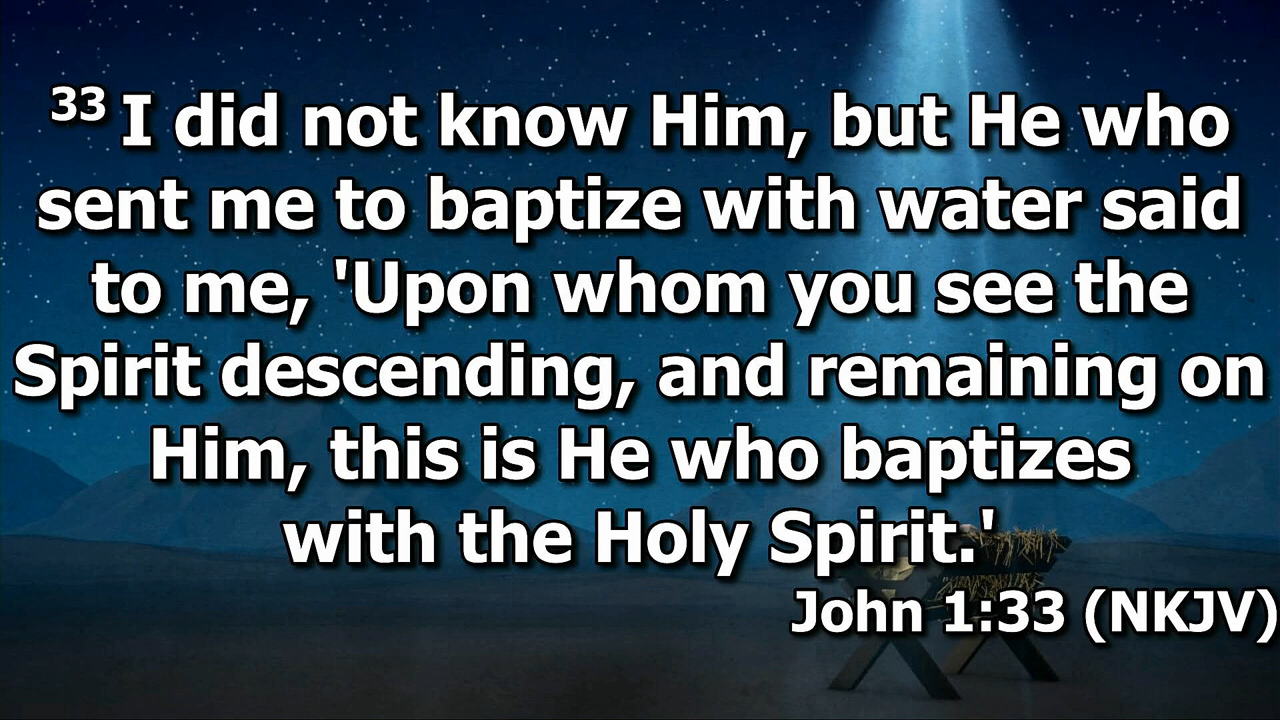 33 I did not know Him, but He who
sent me to baptize with water said
to me, 'Upon whom you see the
Spirit descending, and remaining on
Him, this is He who baptizes
with the Holy Spirit.'
John 1:33 (NKJV)